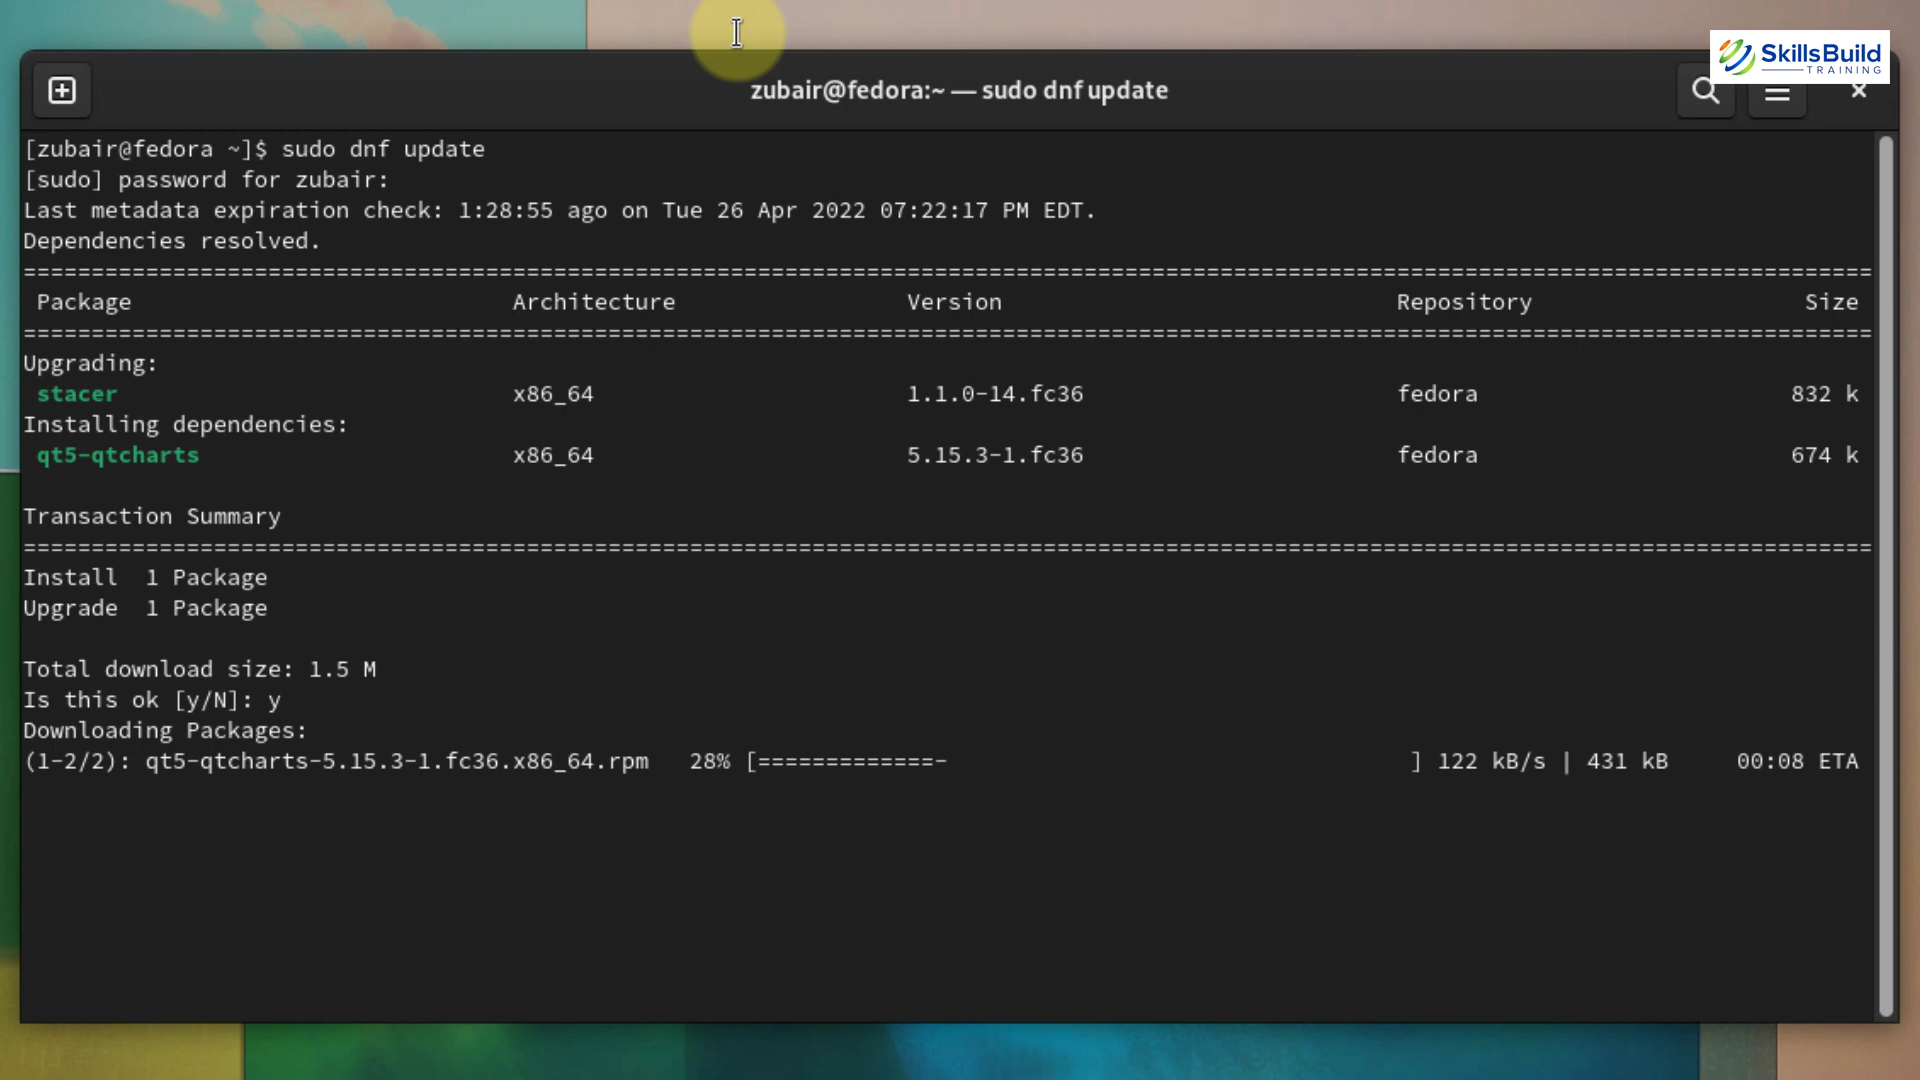 SkillsBuild
TRAINING
zubair@fedora:~ — sudo dnf update
[zubair@fedora ~]$ sudo dnf update
[sudo] password for zubair:
Last metadata expiration check: 1:28:55 ago on Tue 26 Apr 2022 07:22:17 PM EDT.
Dependencies resolved.
========================================================================================================================================
Package Architecture Version Repository Size
========================================================================================================================================
Upgrading:
stacer x86_64 1.1.0-14.fc36 fedora 832 k
Installing dependencies:
qt5-qtcharts x86_64 5.15.3-1.fc36 fedora 674 k
Transaction Summary
========================================================================================================================================
Install 1 Package
Upgrade 1 Package
Total download size: 1.5 M
Is this ok [y/N]: y
Downloading Packages:
(1-2/2): qt5-qtcharts-5.15.3-1.fc36.x86_64.rpm 28% [=============- ] 122 kB/s | 431 kB 00:08 ETA